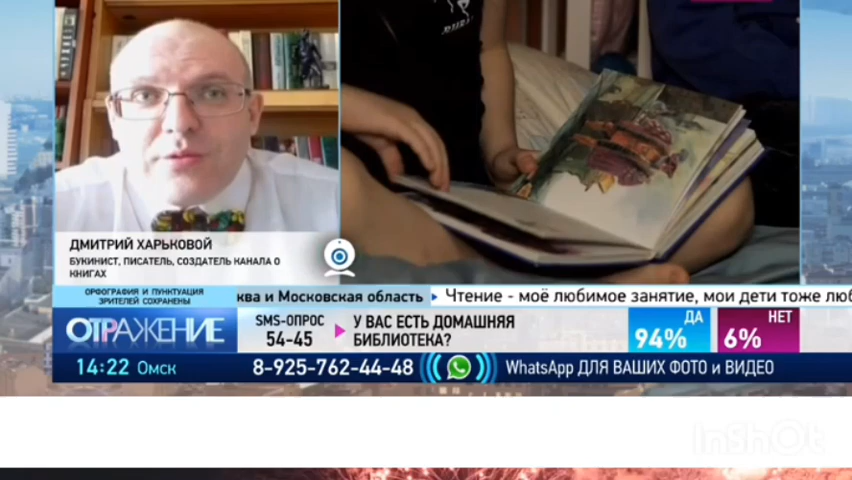 ДМИТРИЙ ХАРЬКОВОЙ
БУКИНИСТ, ПИСАТЕЛЬ, СОЗДАТЕЛЬ КАНАЛА О
КНИГАХ
ОРФОГРАФИЯ И ПУНКТУАЦИЯ
ЗРИТЕЛЕЙ СОХРАНЕНЫ
ква и Московская область
Чтение - моё любимое занятие, мои дети тоже люб
ОТРАЖЕНИЕ
SMS-ОПРОС
54-45
У ВАС ЕСТЬ ДОМАШНЯЯ
БИБЛИОТЕКА?
ДА
94%
НЕТ
6%
14:22 Омск
8-925-762-44-48
WhatsApp ДЛЯ ВАШИХ ФОТО и ВИДЕО
InShOt